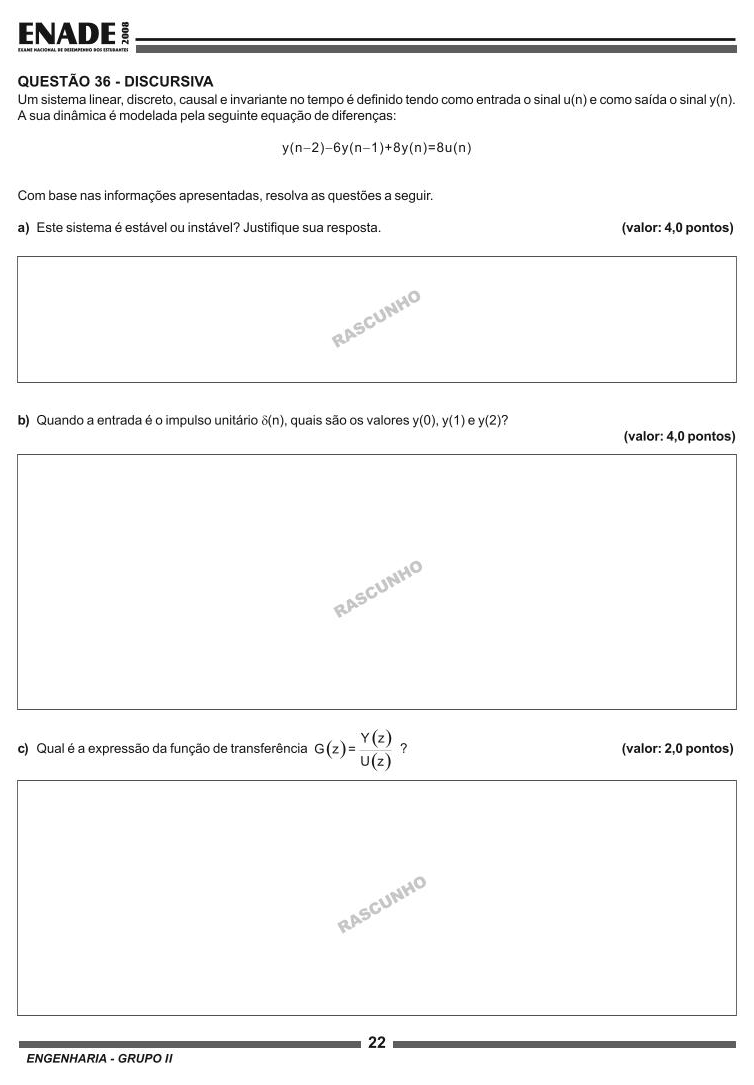 ENADE 2008
EXAME NACIONAL DE DESEMPENHO DOS ESTUDANTES
QUESTÃO 36 - DISCURSIVA
Um sistema linear, discreto, causal e invariante no tempo é definido tendo como entrada o sinal u(n) e como saída o sinal y(n).
A sua dinâmica é modelada pela seguinte equação de diferenças:
y(n−2)−6y(n−1)+8y(n)=8u(n)
Com base nas informações apresentadas, resolva as questões a seguir.
a) Este sistema é estável ou instável? Justifique sua resposta. (valor: 4,0 pontos)
RASCUNHO
b) Quando a entrada é o impulso unitário δ(n), quais são os valores y(0), y(1) e y(2)?
(valor: 4,0 pontos)
RASCUNHO
c) Qual é a expressão da função de transferência G(z)=Y(z)/U(z) ? (valor: 2,0 pontos)
RASCUNHO
22
ENGENHARIA - GRUPO II